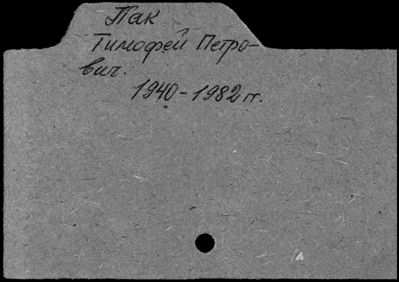 Пак
Тимофей Петро-
вич.
1940-1982 гг.